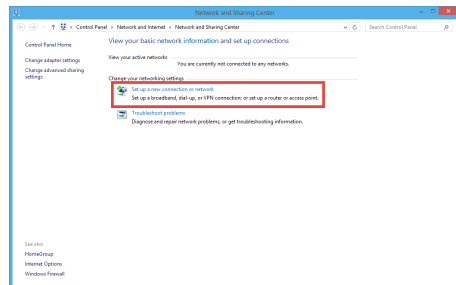 Network and Sharing Center
Control Panel > Network and Internet > Network and Sharing Center
Search Control Panel
Control Panel Home
Change adapter settings
Change advanced sharing
settings
View your basic network information and set up connections
View your active networks
You are currently not connected to any networks.
Change your networking settings
Set up a new connection or network
Set up a broadband, dial-up, or VPN connection; or set up a router or access point.
Troubleshoot problems
Diagnose and repair network problems, or get troubleshooting information.
See also
HomeGroup
Internet Options
Windows Firewall